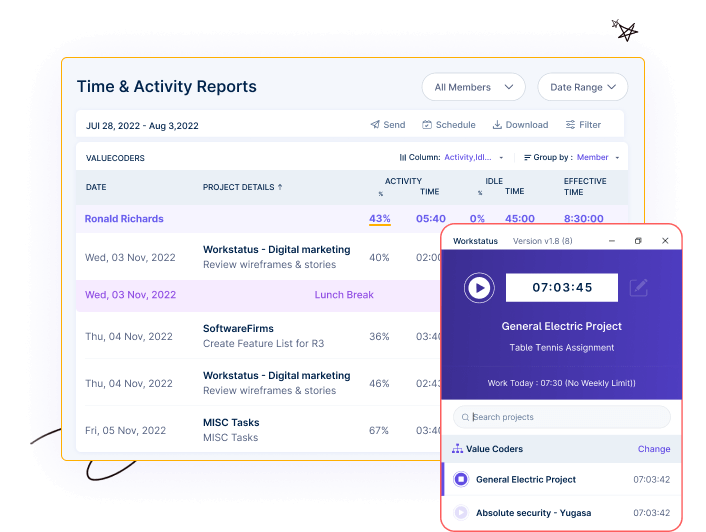 Time & Activity Reports
All Members
Date Range
JUl 28, 2022 - Aug 3,2022
Send
Schedule
Download
Filter
VALUECODERS
Column: Activity,Idl...
Group by : Member
DATE
PROJECT DETAILS ↑
ACTIVITY
%
TIME
IDLE
%
TIME
EFFECTIVE
TIME
Ronald Richards 43% 05:40 0% 45:00 8:30:00
Wed, 03 Nov, 2022
Workstatus - Digital marketing
Review wireframes & stories
40% 02:00
Wed, 03 Nov, 2022 Lunch Break
Thu, 04 Nov, 2022
SoftwareFirms
Create Feature List for R3
36% 03:40
Thu, 04 Nov, 2022
Workstatus - Digital marketing
Review wireframes & stories
46% 02:43
Fri, 05 Nov, 2022
MISC Tasks
MISC Tasks
67% 03:40
Workstatus Version v1.8 (8)
07:03:45
General Electric Project
Table Tennis Assignment
Work Today : 07:30 (No Weekly Limit))
Search projects
Value Coders Change
General Electric Project 07:03:42
Absolute security - Yugasa 07:03:42